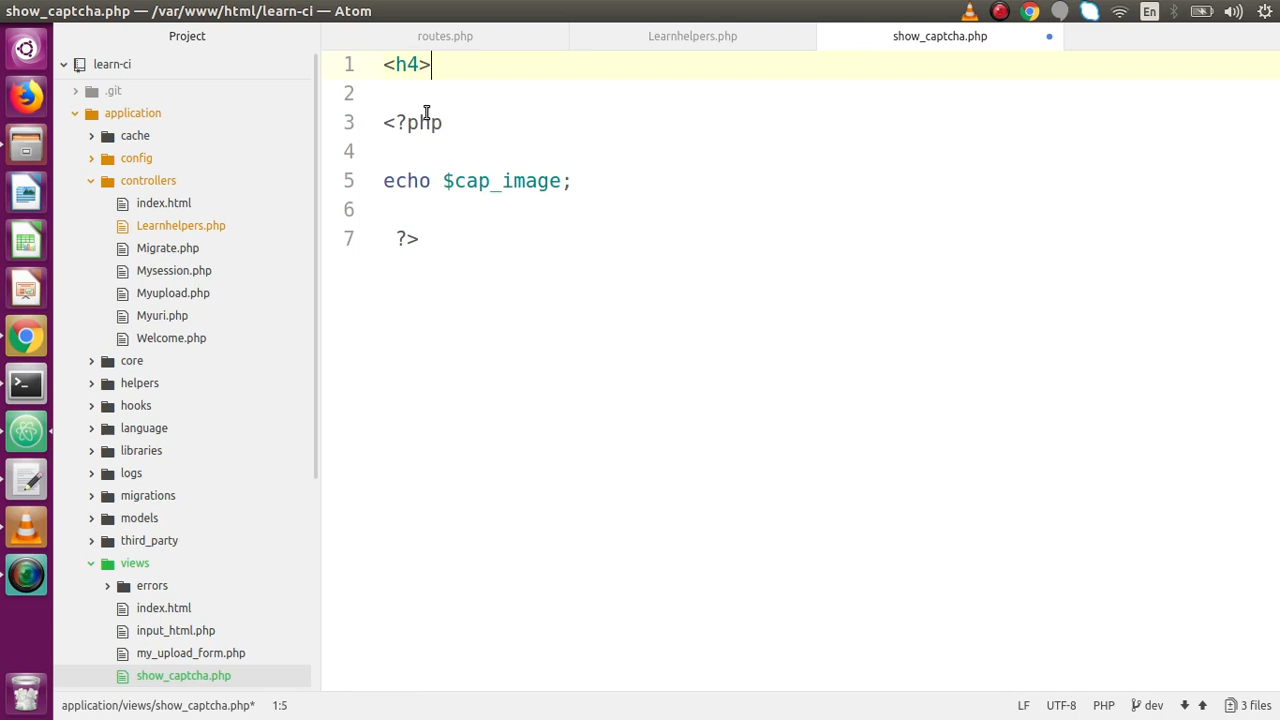 show_captcha.php — /var/www/html/learn-ci — Atom
En
Project
routes.php
Learnhelpers.php
show_captcha.php
learn-ci
.git
application
cache
config
controllers
index.html
Learnhelpers.php
Migrate.php
Mysession.php
Myupload.php
Myuri.php
Welcome.php
core
helpers
hooks
language
libraries
logs
migrations
models
third_party
views
errors
index.html
input_html.php
my_upload_form.php
show_captcha.php
1 <h4>
2
3 <?php
4
5 echo $cap_image;
6
7 ?>
application/views/show_captcha.php* 1:5
LF UTF-8 PHP dev 3 files